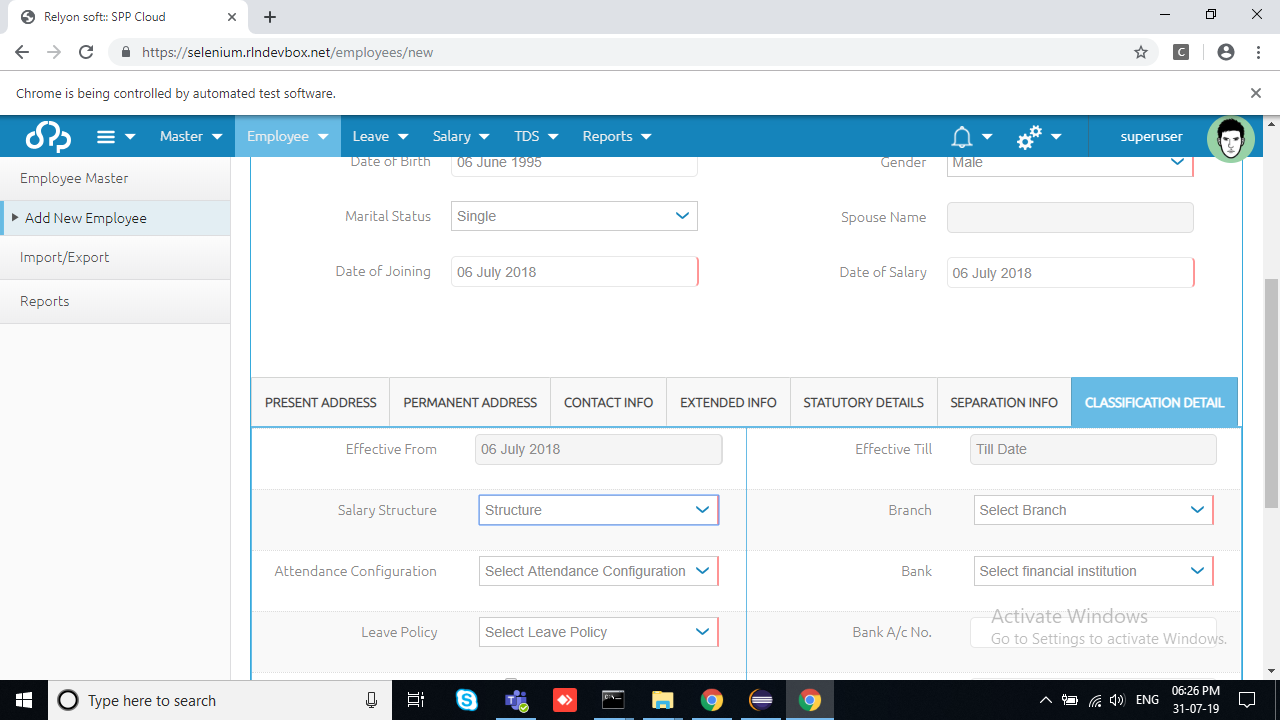 Relyon soft:: SPP Cloud
https://selenium.rlndevbox.net/employees/new
C
Chrome is being controlled by automated test software.
Master Employee Leave Salary TDS Reports superuser
Employee Master
Add New Employee
Import/Export
Reports
Date of Birth 06 June 1995 Gender Male
Marital Status Single Spouse Name
Date of Joining 06 July 2018 Date of Salary 06 July 2018
PRESENT ADDRESS PERMANENT ADDRESS CONTACT INFO EXTENDED INFO STATUTORY DETAILS SEPARATION INFO CLASSIFICATION DETAIL
Effective From 06 July 2018 Effective Till Till Date
Salary Structure Structure Branch Select Branch
Attendance Configuration Select Attendance Configuration Bank Select financial institution
Leave Policy Select Leave Policy Bank A/c No.
Activate Windows
Go to Settings to activate Windows.
Type here to search
ENG
06:26 PM
31-07-19